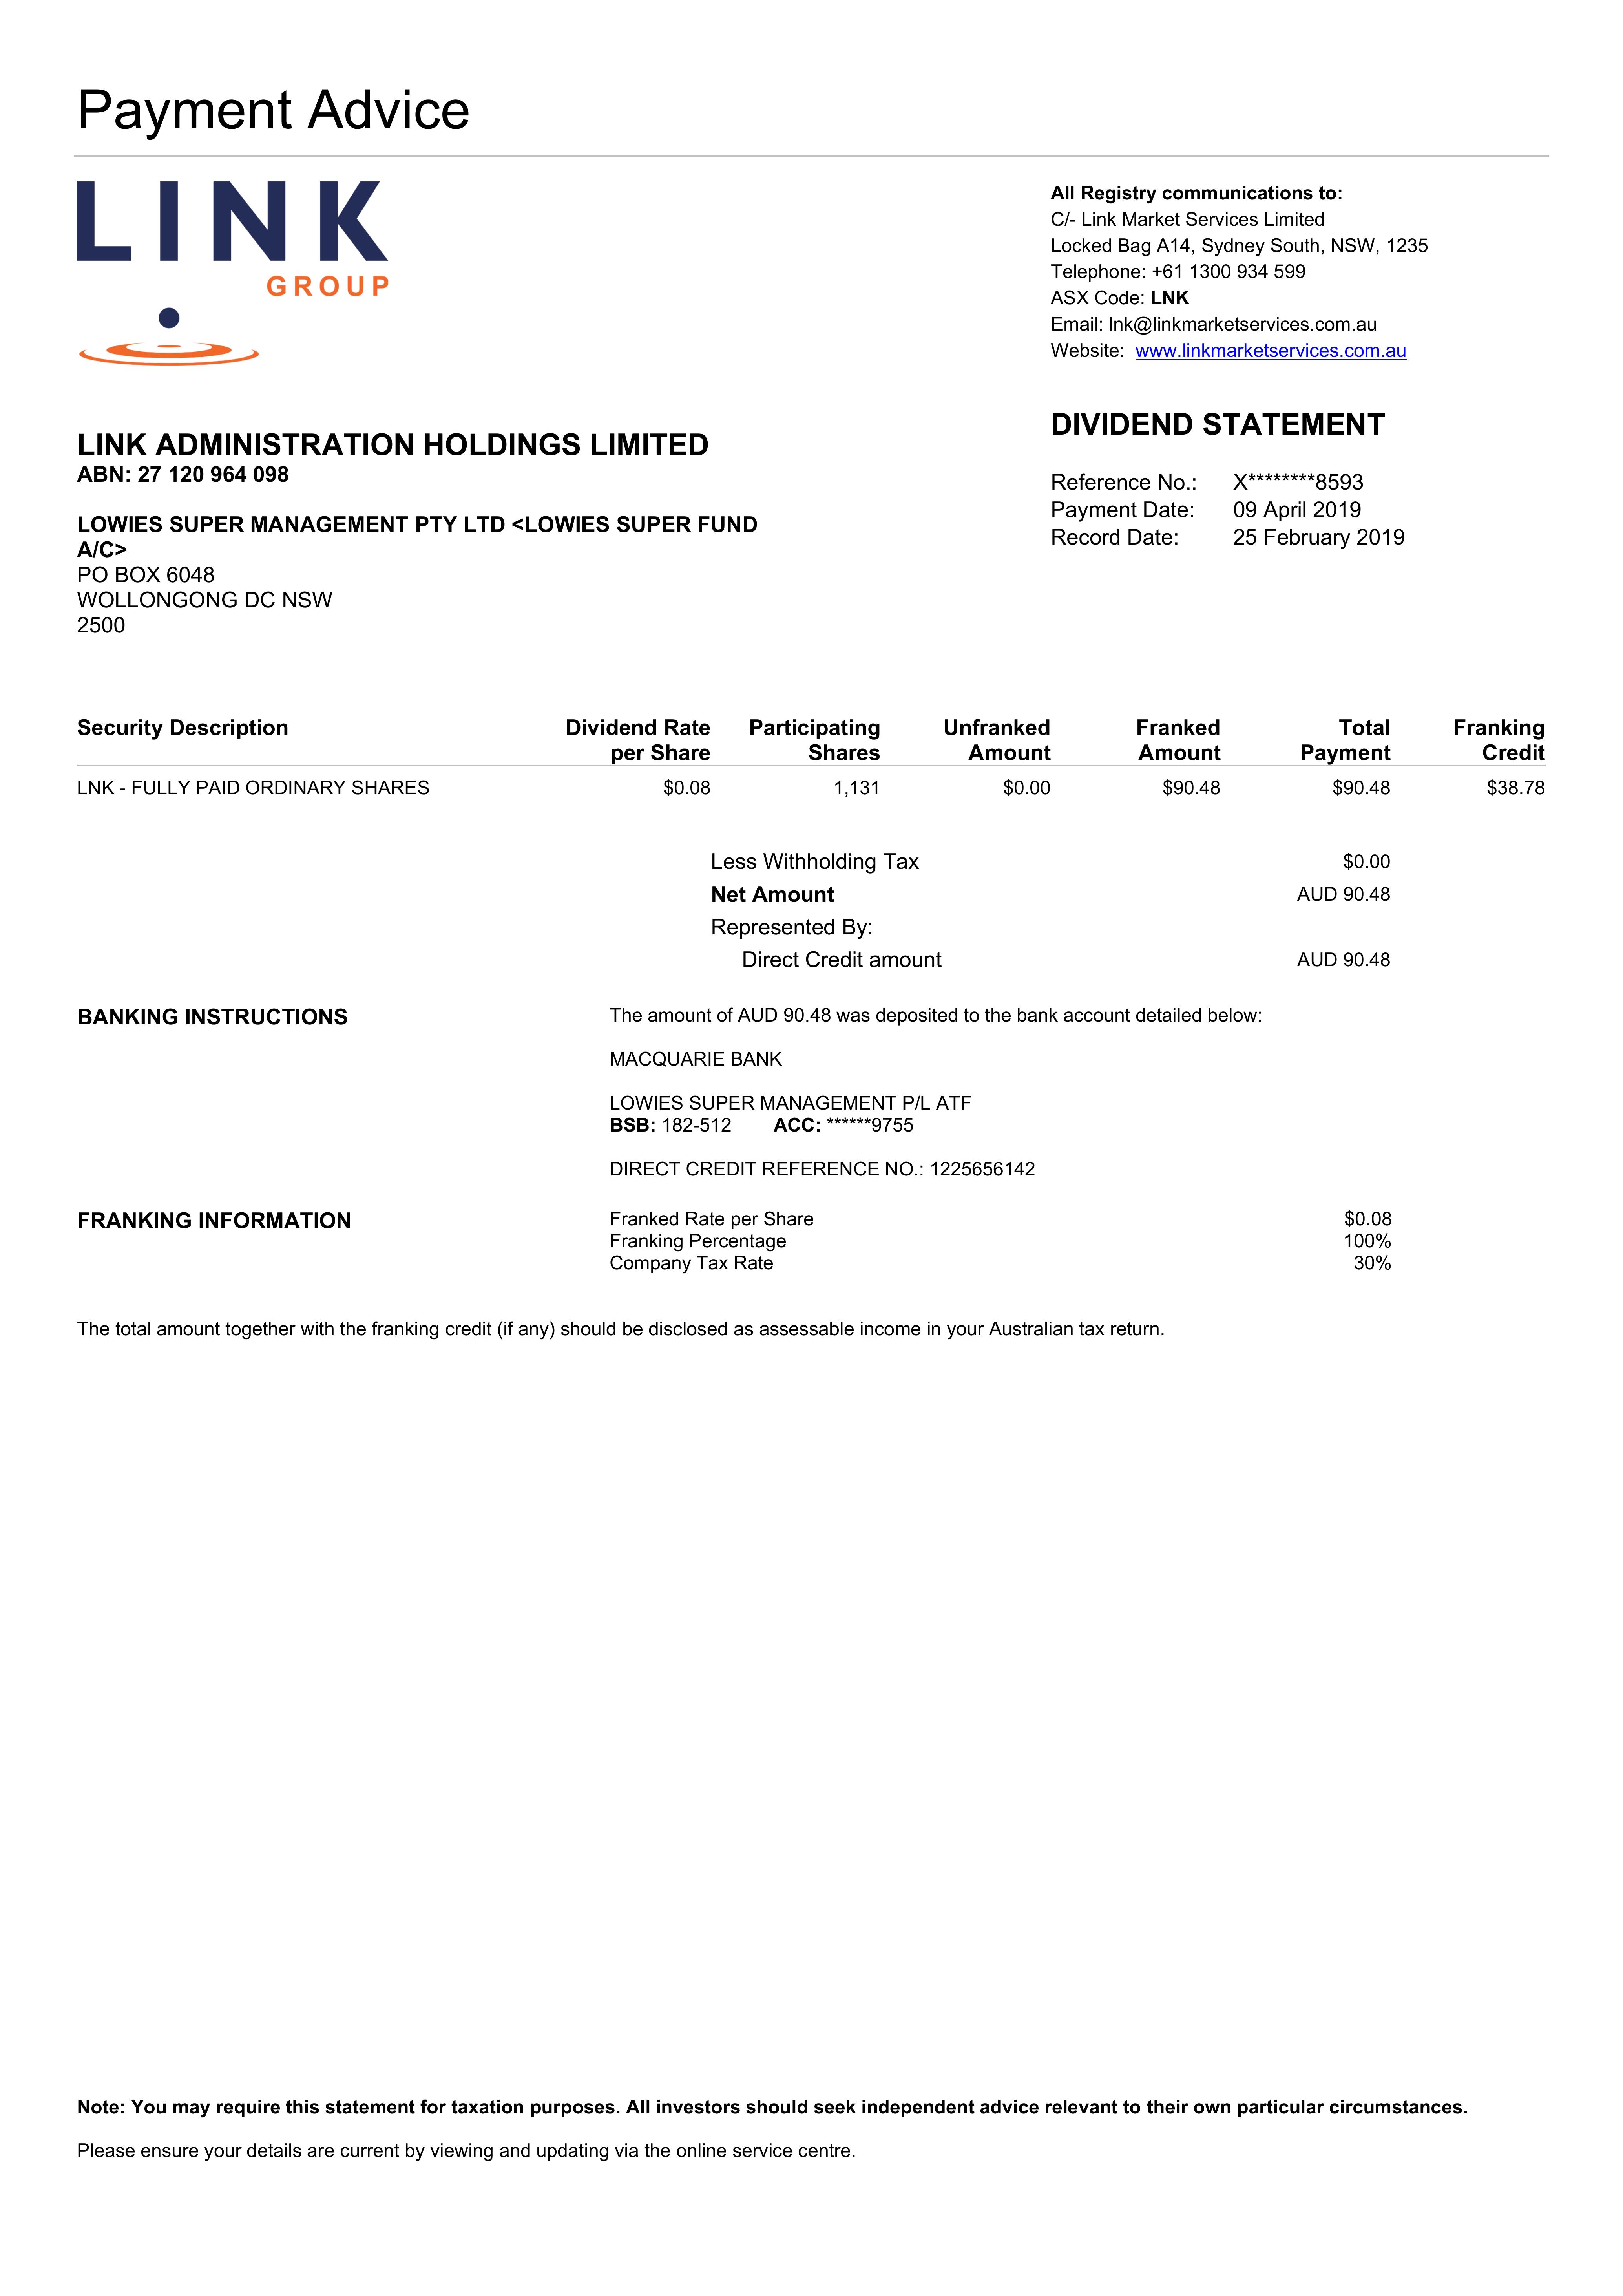 Payment Advice
LINK
GROUP
All Registry communications to:
C/- Link Market Services Limited
Locked Bag A14, Sydney South, NSW, 1235
Telephone: +61 1300 934 599
ASX Code: LNK
Email: lnk@linkmarketservices.com.au
Website: www.linkmarketservices.com.au
LINK ADMINISTRATION HOLDINGS LIMITED
ABN: 27 120 964 098
LOWIES SUPER MANAGEMENT PTY LTD <LOWIES SUPER FUND
A/C>
PO BOX 6048
WOLLONGONG DC NSW
2500
DIVIDEND STATEMENT
Reference No.: X********8593
Payment Date: 09 April 2019
Record Date: 25 February 2019
Security Description Dividend Rate Participating Unfranked Franked Total Franking
per Share Shares Amount Amount Payment Credit
LNK - FULLY PAID ORDINARY SHARES $0.08 1,131 $0.00 $90.48 $90.48 $38.78
Less Withholding Tax $0.00
Net Amount AUD 90.48
Represented By:
Direct Credit amount AUD 90.48
BANKING INSTRUCTIONS The amount of AUD 90.48 was deposited to the bank account detailed below:
MACQUARIE BANK
LOWIES SUPER MANAGEMENT P/L ATF
BSB: 182-512 ACC: ******9755
DIRECT CREDIT REFERENCE NO.: 1225656142
FRANKING INFORMATION Franked Rate per Share $0.08
Franking Percentage 100%
Company Tax Rate 30%
The total amount together with the franking credit (if any) should be disclosed as assessable income in your Australian tax return.
Note: You may require this statement for taxation purposes. All investors should seek independent advice relevant to their own particular circumstances.
Please ensure your details are current by viewing and updating via the online service centre.